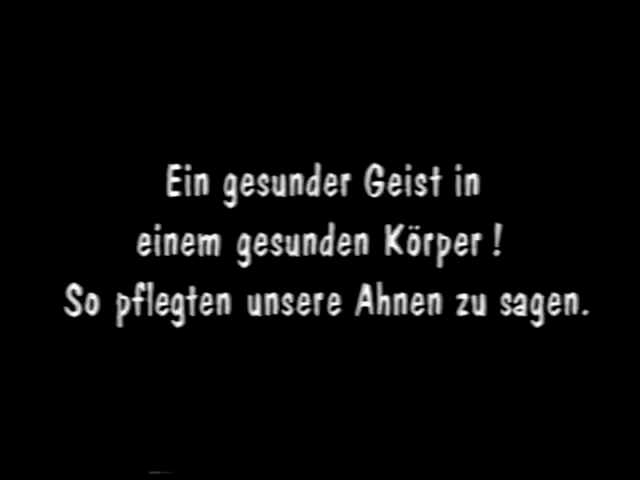 Ein gesunder Geist in
einem gesunden Körper !
So pflegten unsere Ahnen zu sagen.